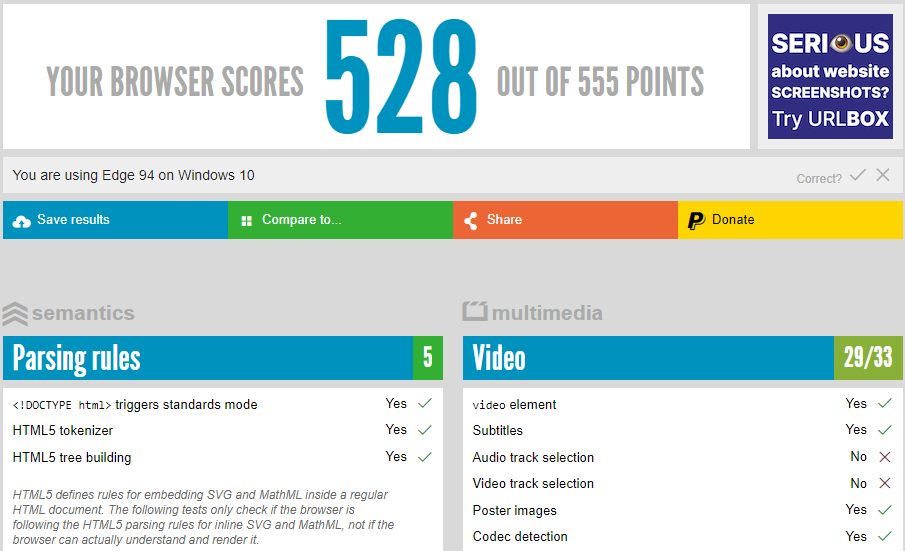 YOUR BROWSER SCORES 528 OUT OF 555 POINTS
SERIOUS
about website
SCREENSHOTS?
Try URLBOX
You are using Edge 94 on Windows 10
Correct?
Save results
Compare to...
Share
Donate
semantics
Parsing rules 5
<!DOCTYPE html> triggers standards mode Yes
HTML5 tokenizer Yes
HTML5 tree building Yes
HTML5 defines rules for embedding SVG and MathML inside a regular
HTML document. The following tests only check if the browser is
following the HTML5 parsing rules for inline SVG and MathML, not if the
browser can actually understand and render it.
multimedia
Video 29/33
video element Yes
Subtitles Yes
Audio track selection No
Video track selection No
Poster images Yes
Codec detection Yes